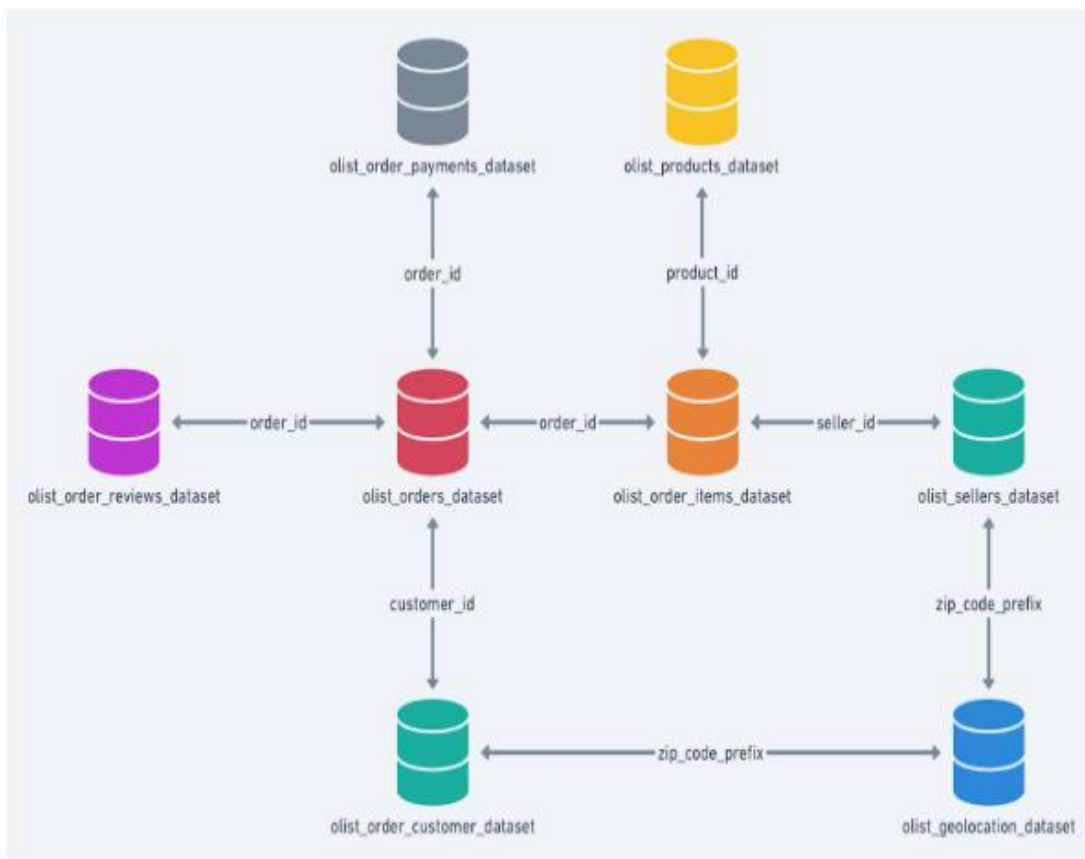 olist_order_payments_dataset
olist_products_dataset
order_id
product_id
order_id
order_id
seller_id
olist_order_reviews_dataset
olist_orders_dataset
olist_order_items_dataset
olist_sellers_dataset
customer_id
zip_code_prefix
zip_code_prefix
olist_order_customer_dataset
olist_geolocation_dataset